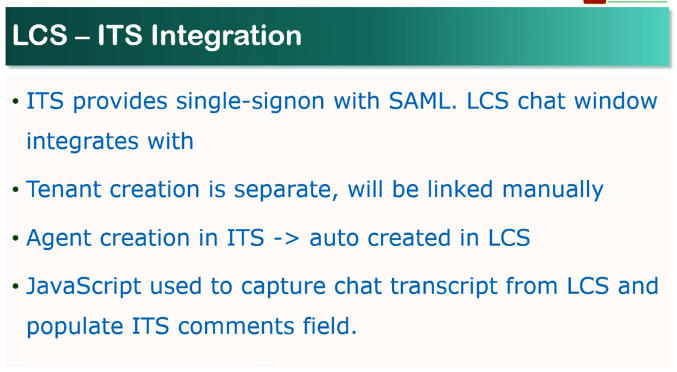 LCS – ITS Integration
• ITS provides single-signon with SAML. LCS chat window
integrates with
• Tenant creation is separate, will be linked manually
• Agent creation in ITS -> auto created in LCS
• JavaScript used to capture chat transcript from LCS and
populate ITS comments field.